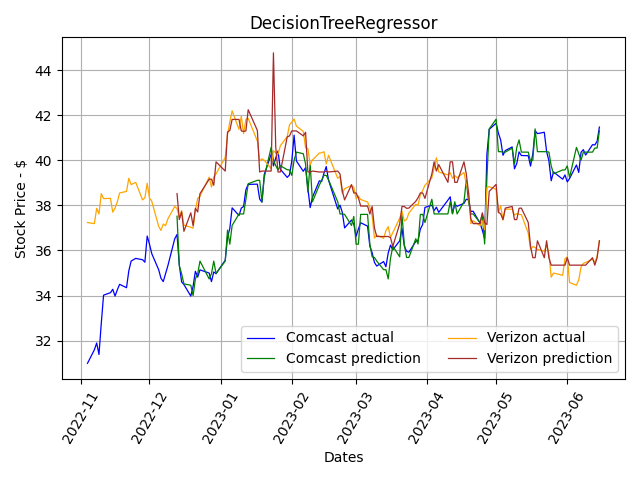 DecisionTreeRegressor
Stock Price - $
44
42
40
38
36
34
32
Comcast actual
Comcast prediction
Verizon actual
Verizon prediction
2022-11
2022-12
2023-01
2023-02
2023-03
2023-04
2023-05
2023-06
Dates